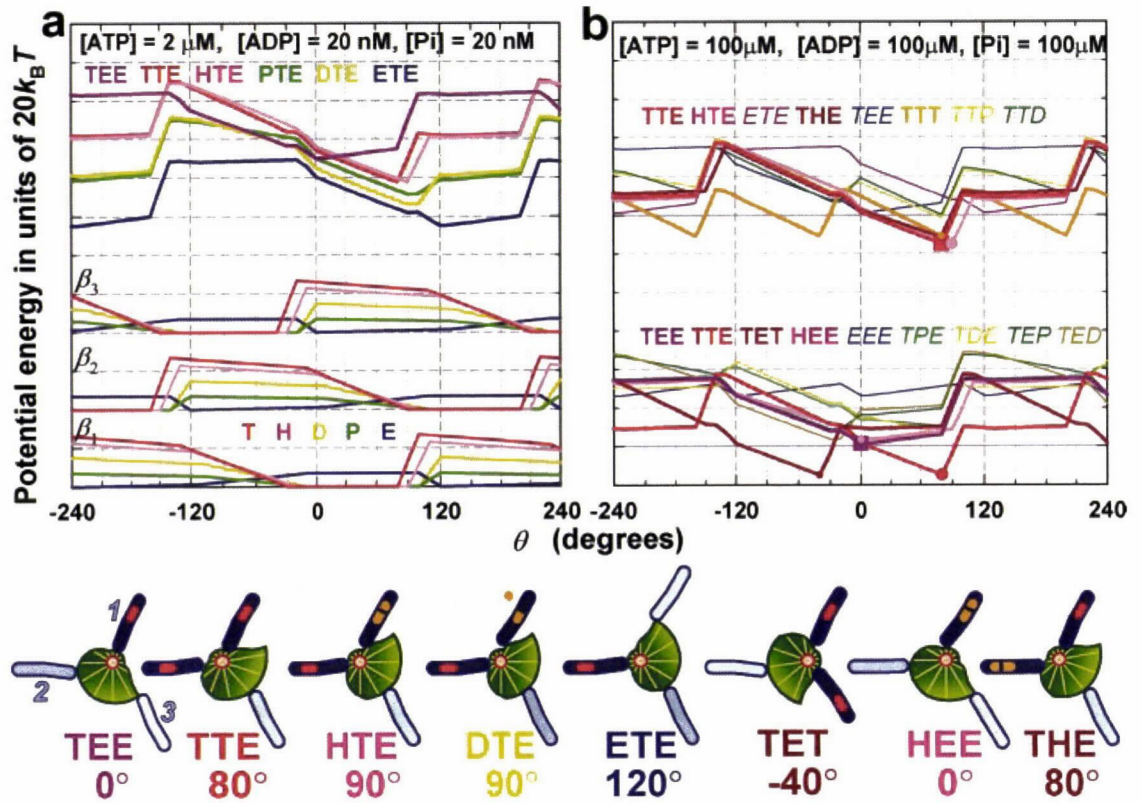 a
b
[ATP] = 2 μM, [ADP] = 20 nM, [Pi] = 20 nM
[ATP] = 100μM, [ADP] = 100μM, [Pi] = 100μM
TEE TTE HTE PTE DTE ETE
TTE HTE ETE THE TEE TTT TTP TTD
Potential energy in units of 20kBT
β3
β2
β1
T H D P E
TEE TTE TET HEE EEE TPE TDE TEP TED
-240 -120 0 120 -240 -120 0 120 240
θ (degrees)
1
2
3
TEE TTE HTE DTE ETE TET HEE THE
0° 80° 90° 90° 120° -40° 0° 80°